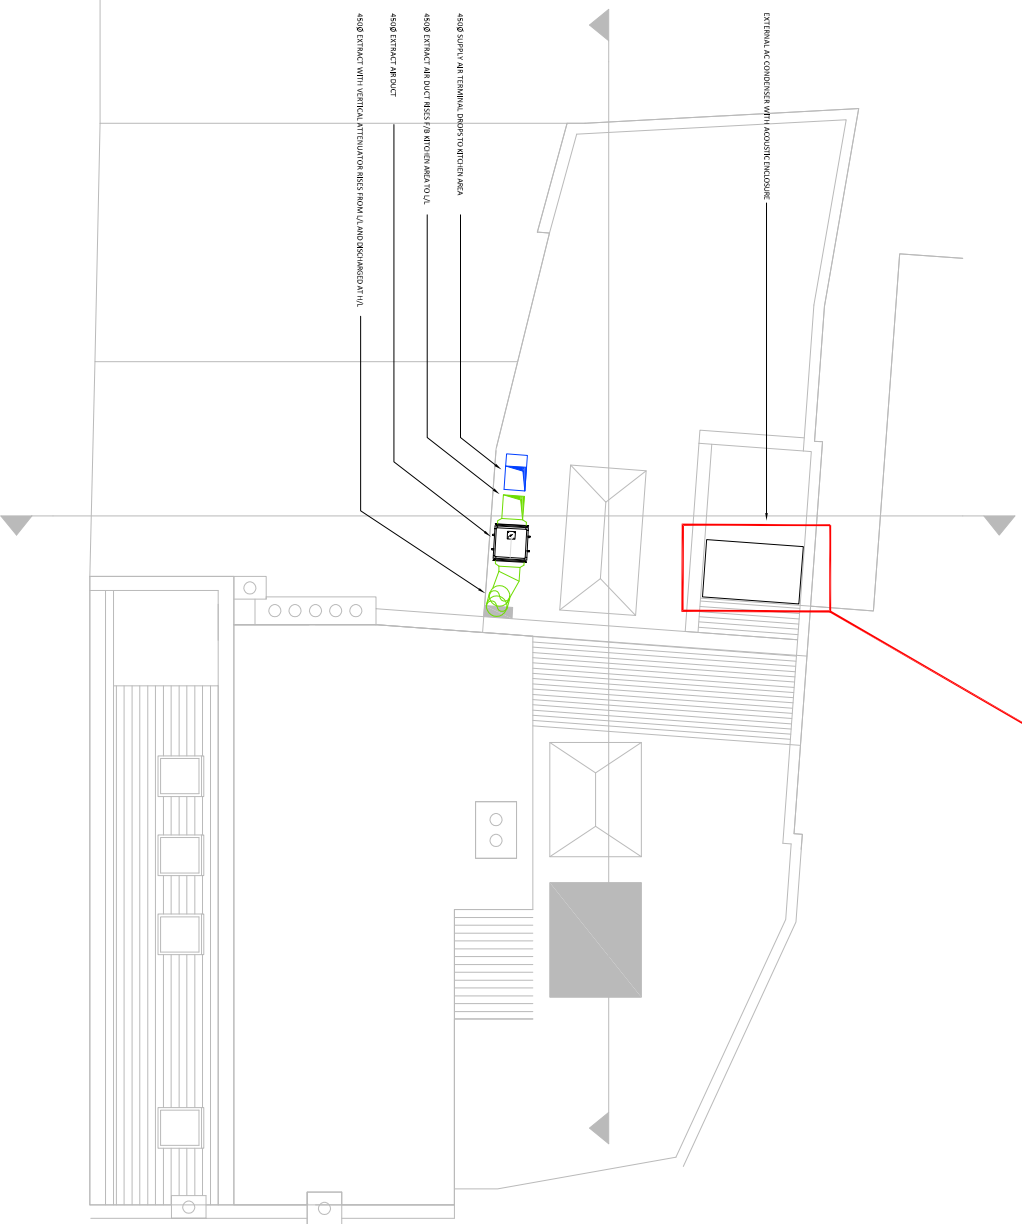 EXTERNAL AC CONDENSER WITH ACOUSTIC ENCLOSURE
450Ø SUPPLY AIR TERMINAL DROPS TO KITCHEN AREA
450Ø EXTRACT AIR DUCT RISES F/B KITCHEN AREA TO L/L
450Ø EXTRACT AIR DUCT
450Ø EXTRACT WITH VERTICAL ATTENUATOR RISES FROM L/L AND DISCHARGED AT H/L